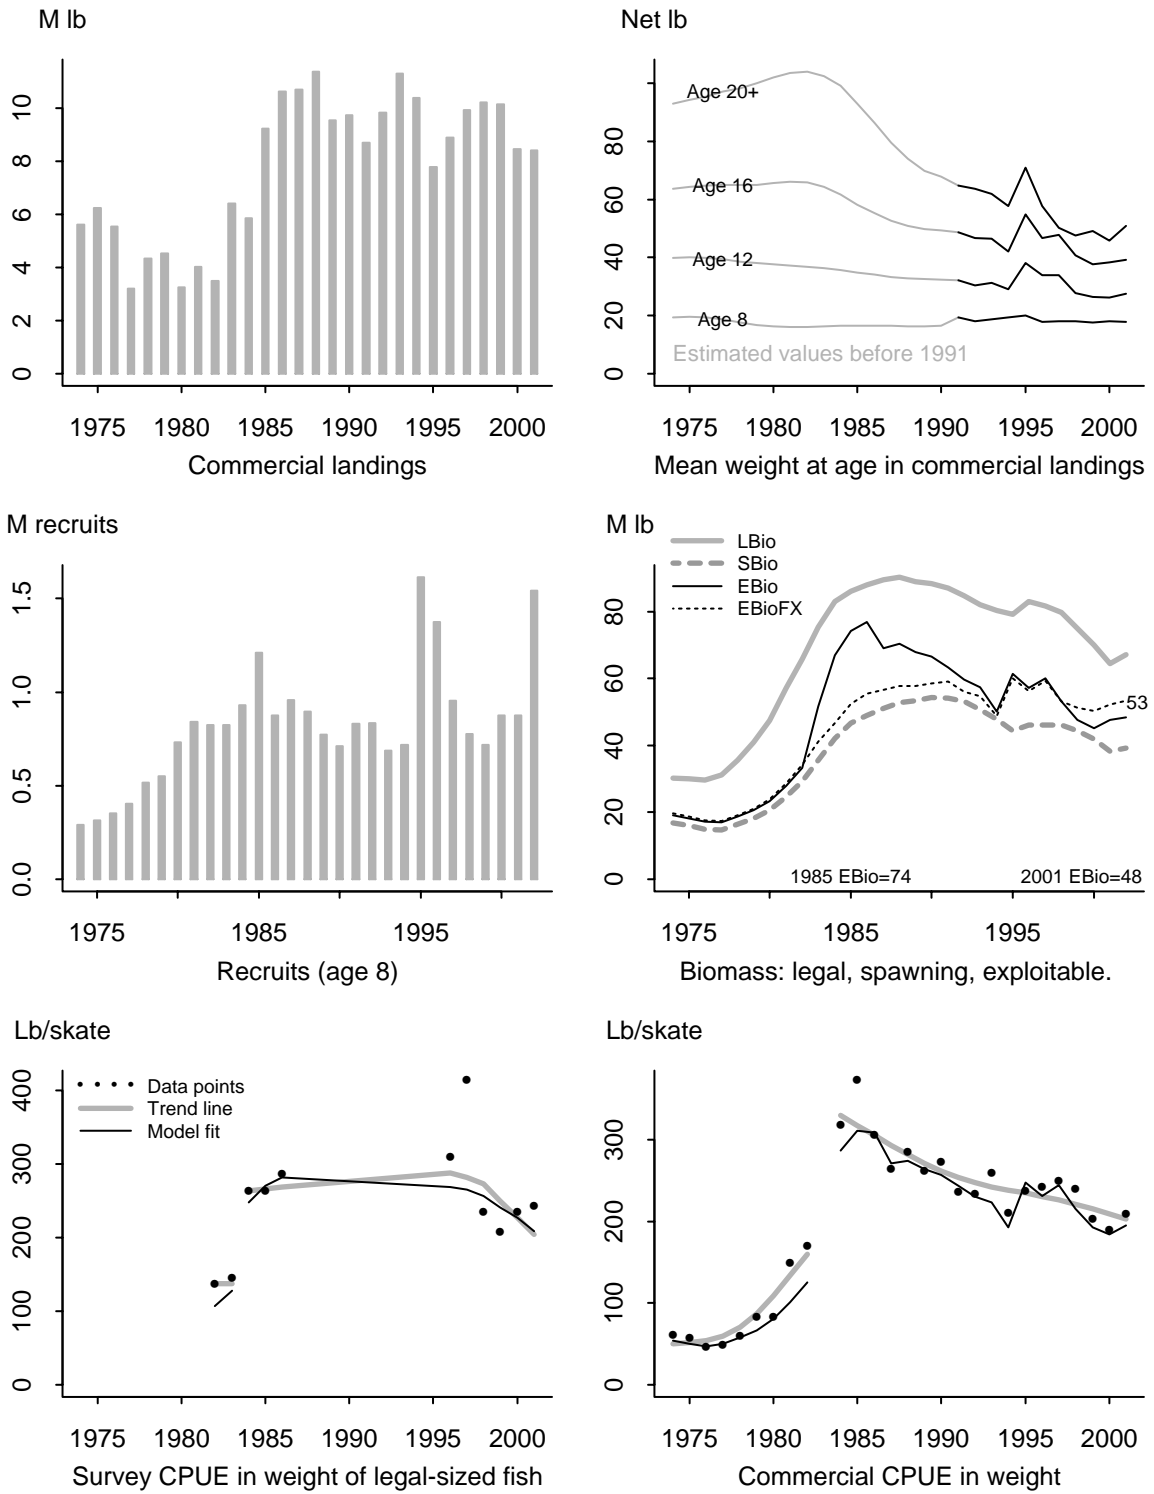 M lb
0 2 4 6 8 10
1975 1980 1985 1990 1995 2000
Commercial landings
Net lb
0 20 40 60 80
Age 20+
Age 16
Age 12
Age 8
Estimated values before 1991
1975 1980 1985 1990 1995 2000
Mean weight at age in commercial landings
M recruits
0.0 0.5 1.0 1.5
1975 1985 1995
Recruits (age 8)
M lb
LBio
SBio
EBio
EBioFX
0 20 40 60 80
53
1985 EBio=74
2001 EBio=48
1975 1985 1995
Biomass: legal, spawning, exploitable.
Lb/skate
0 100 200 300 400
Data points
Trend line
Model fit
1975 1980 1985 1990 1995 2000
Survey CPUE in weight of legal-sized fish
Lb/skate
0 100 200 300
1975 1980 1985 1990 1995 2000
Commercial CPUE in weight